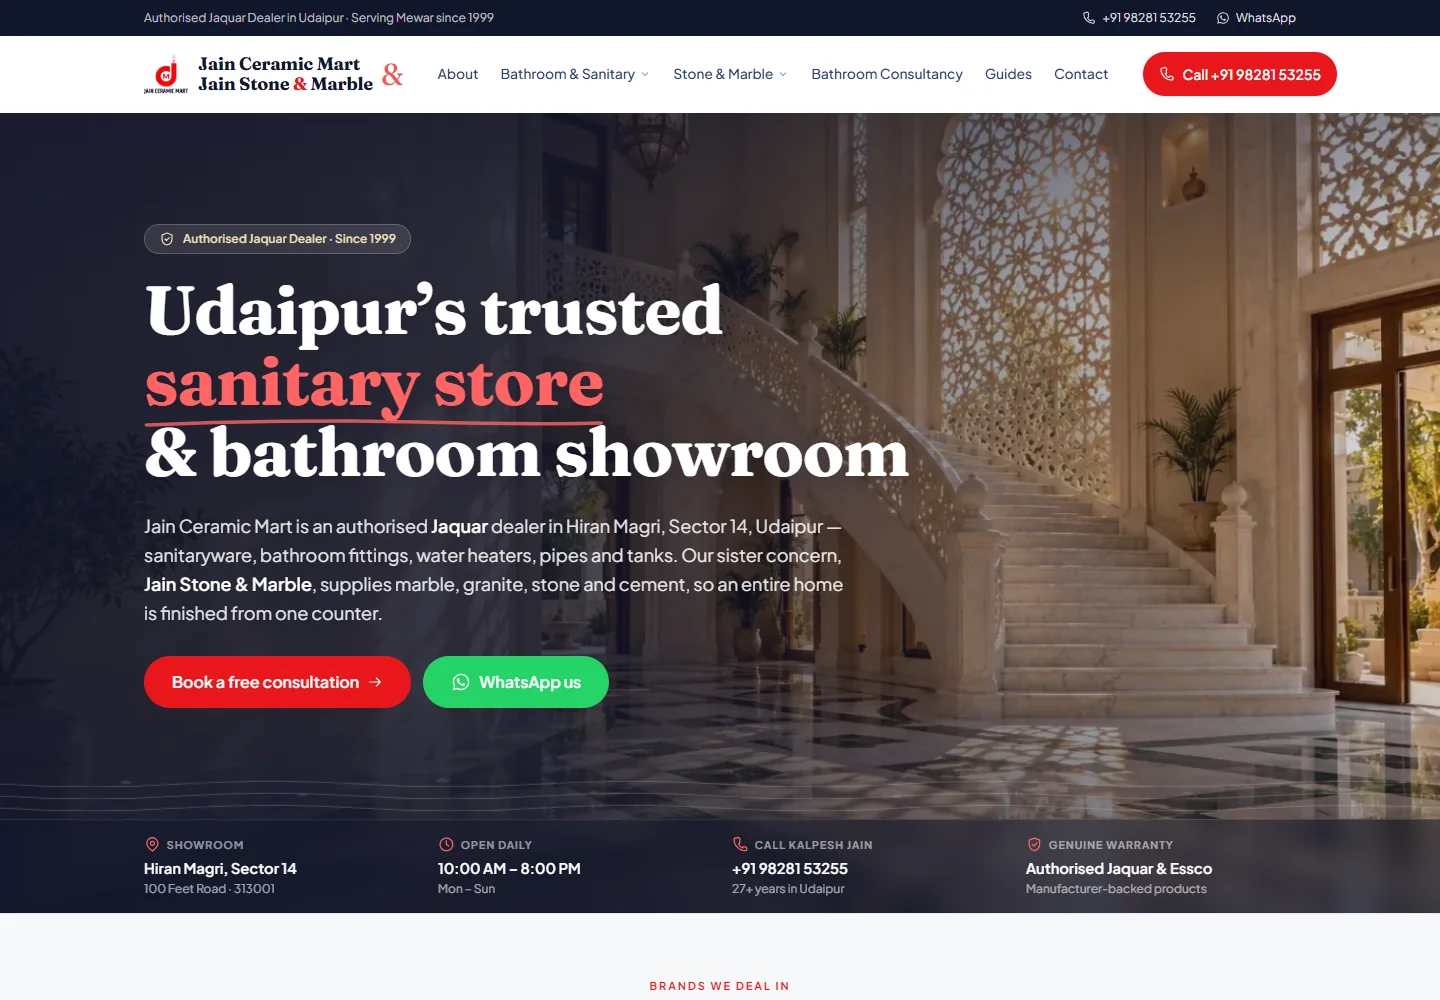 Authorised Jaquar Dealer in Udaipur · Serving Mewar since 1999
+91 98281 53255
WhatsApp
JAIN CERAMIC MART
Jain Ceramic Mart
Jain Stone & Marble
&
About
Bathroom & Sanitary
Stone & Marble
Bathroom Consultancy
Guides
Contact
Call +91 98281 53255
Authorised Jaquar Dealer · Since 1999
Udaipur’s trusted
sanitary store
& bathroom showroom
Jain Ceramic Mart is an authorised Jaquar dealer in Hiran Magri, Sector 14, Udaipur —
sanitaryware, bathroom fittings, water heaters, pipes and tanks. Our sister concern,
Jain Stone & Marble, supplies marble, granite, stone and cement, so an entire home
is finished from one counter.
Book a free consultation
WhatsApp us
SHOWROOM
Hiran Magri, Sector 14
100 Feet Road · 313001
OPEN DAILY
10:00 AM – 8:00 PM
Mon – Sun
CALL KALPESH JAIN
+91 98281 53255
27+ years in Udaipur
GENUINE WARRANTY
Authorised Jaquar & Essco
Manufacturer-backed products
BRANDS WE DEAL IN